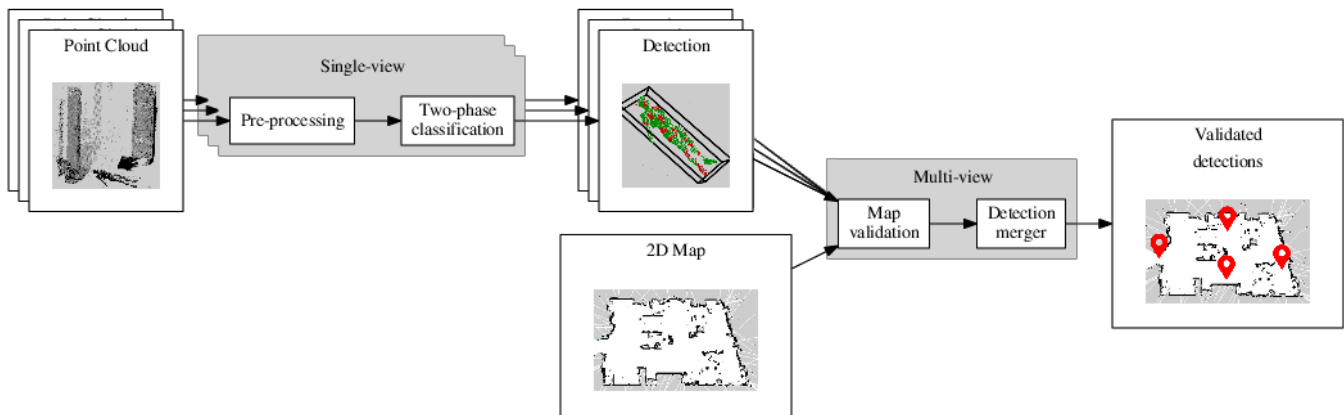 Point Cloud
Single-view
Pre-processing
Two-phase
classification
Detection
2D Map
Multi-view
Map
validation
Detection
merger
Validated
detections